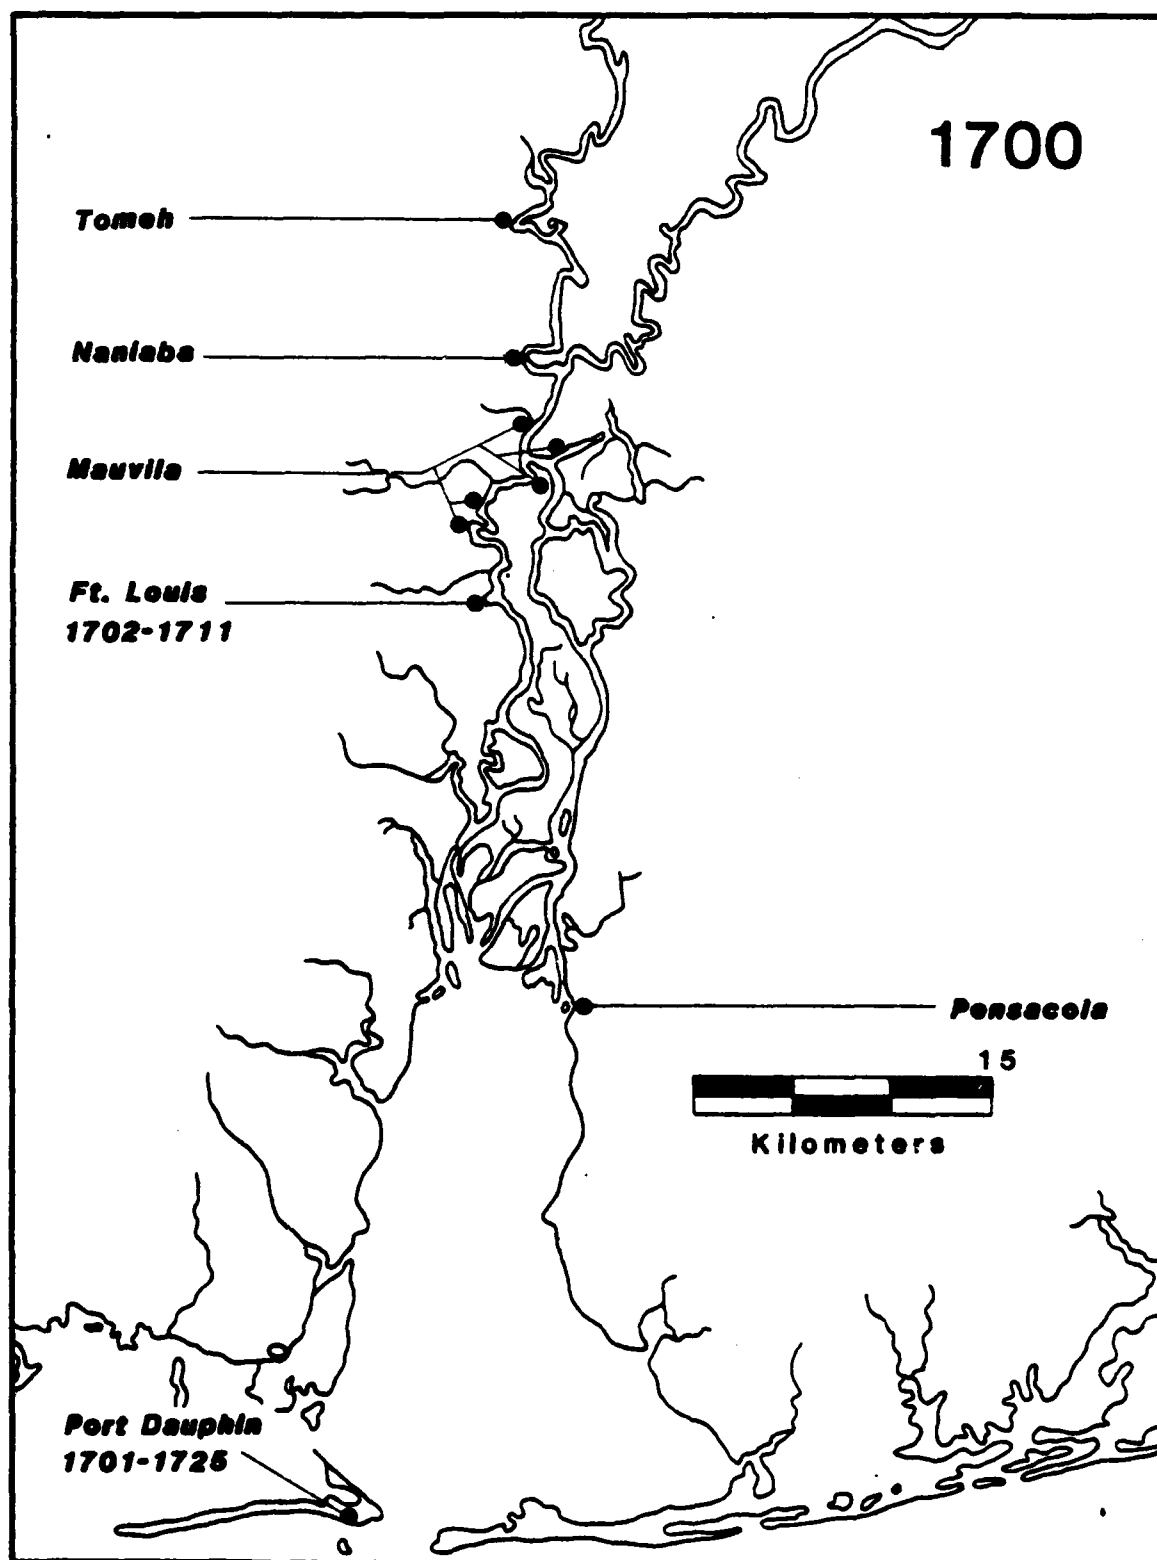 1700
Tomeh
Naniaba
Mauvila
Ft. Louis
1702-1711
Pensacola
15
Kilometers
Port Dauphin
1701-1725